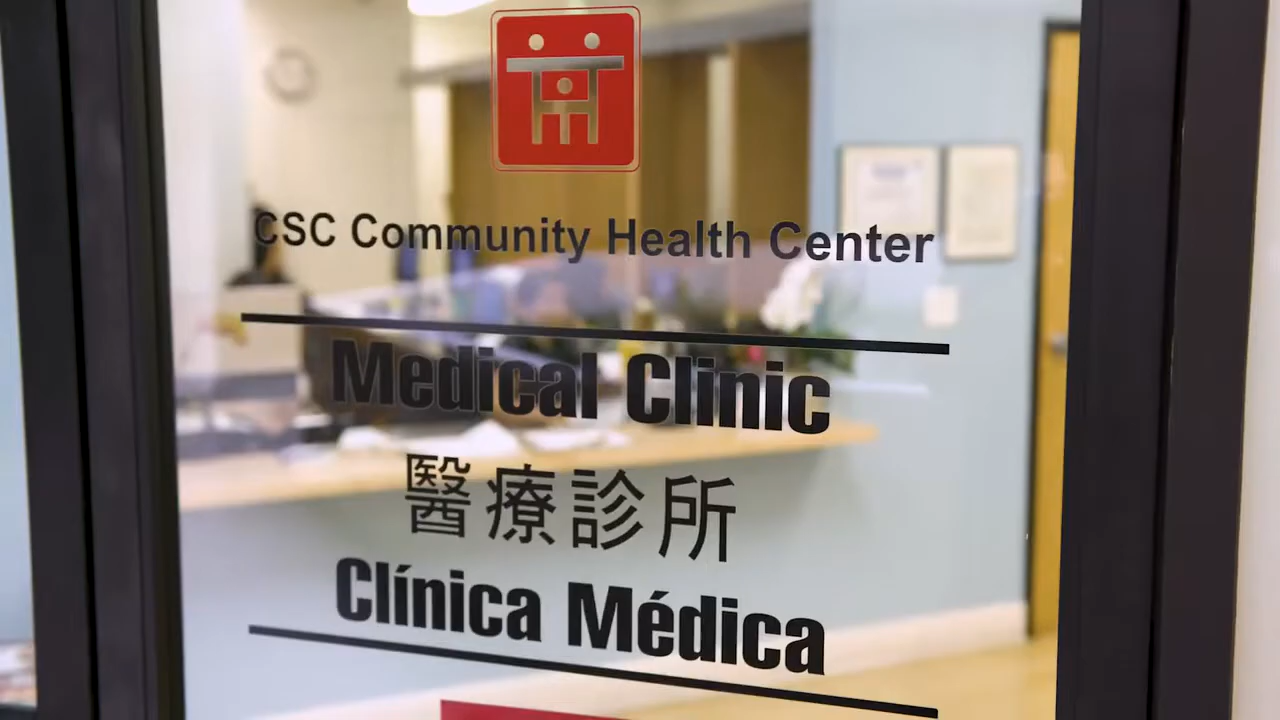 CSC Community Health Center
Medical Clinic
醫療診所
Clínica Médica